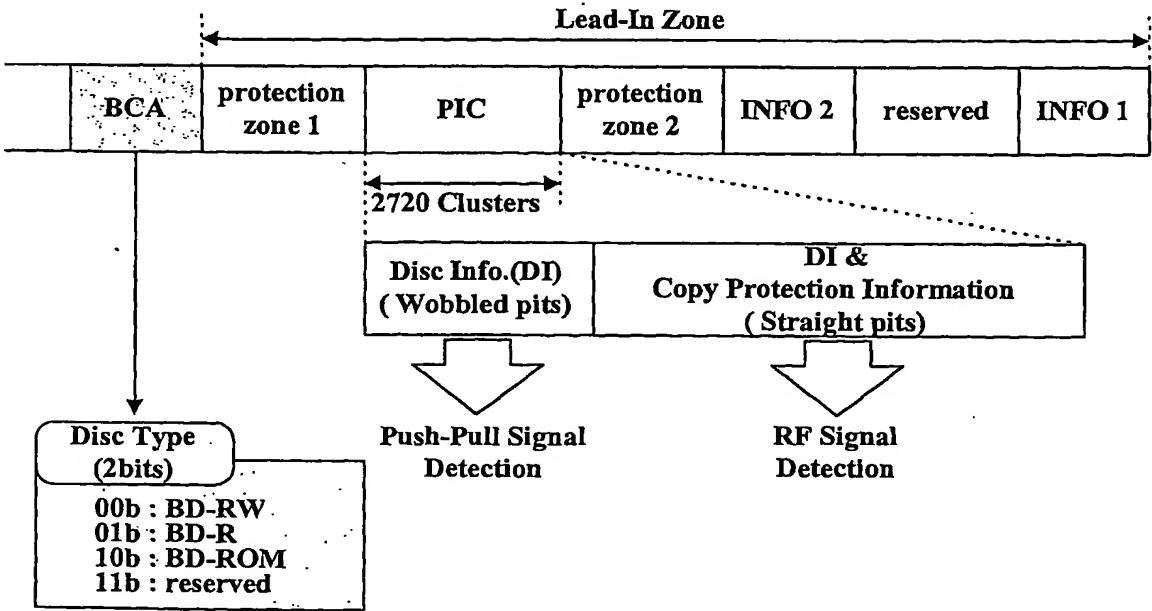 Lead-In Zone
BCA
protection
zone 1
PIC
protection
zone 2
INFO 2
reserved
INFO 1
2720 Clusters
Disc Info.(DI)
( Wobbled pits)
DI &
Copy Protection Information
( Straight pits)
Push-Pull Signal
Detection
RF Signal
Detection
Disc Type
(2bits)
00b : BD-RW
01b : BD-R
10b : BD-ROM
11b : reserved